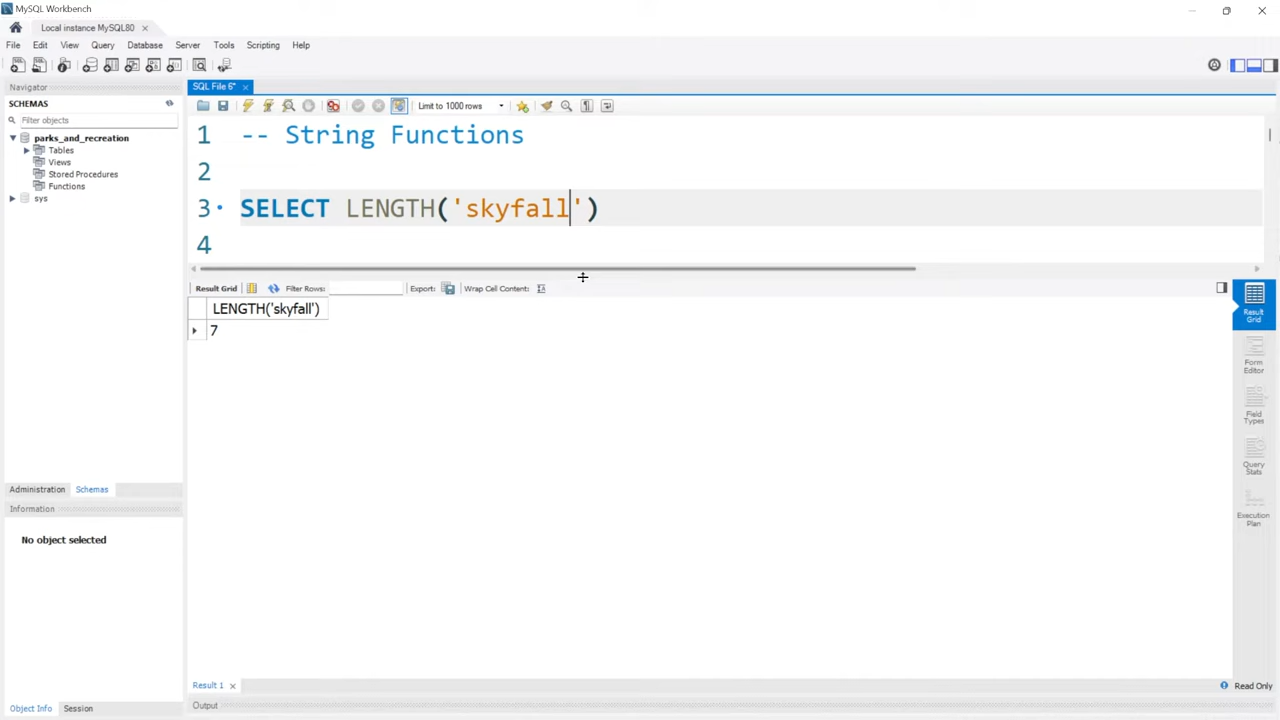 MySQL Workbench
Local instance MySQL80
File Edit View Query Database Server Tools Scripting Help
Navigator
SQL File 6*
SCHEMAS
Limit to 1000 rows
Filter objects
parks_and_recreation
Tables
Views
Stored Procedures
Functions
sys
1 -- String Functions
2
3 SELECT LENGTH('skyfall')
4
Result Grid Filter Rows: Export: Wrap Cell Content:
LENGTH('skyfall')
7
Result Grid
Form Editor
Field Types
Query Stats
Execution Plan
Administration Schemas
Information
No object selected
Result 1
Read Only
Output
Object Info Session